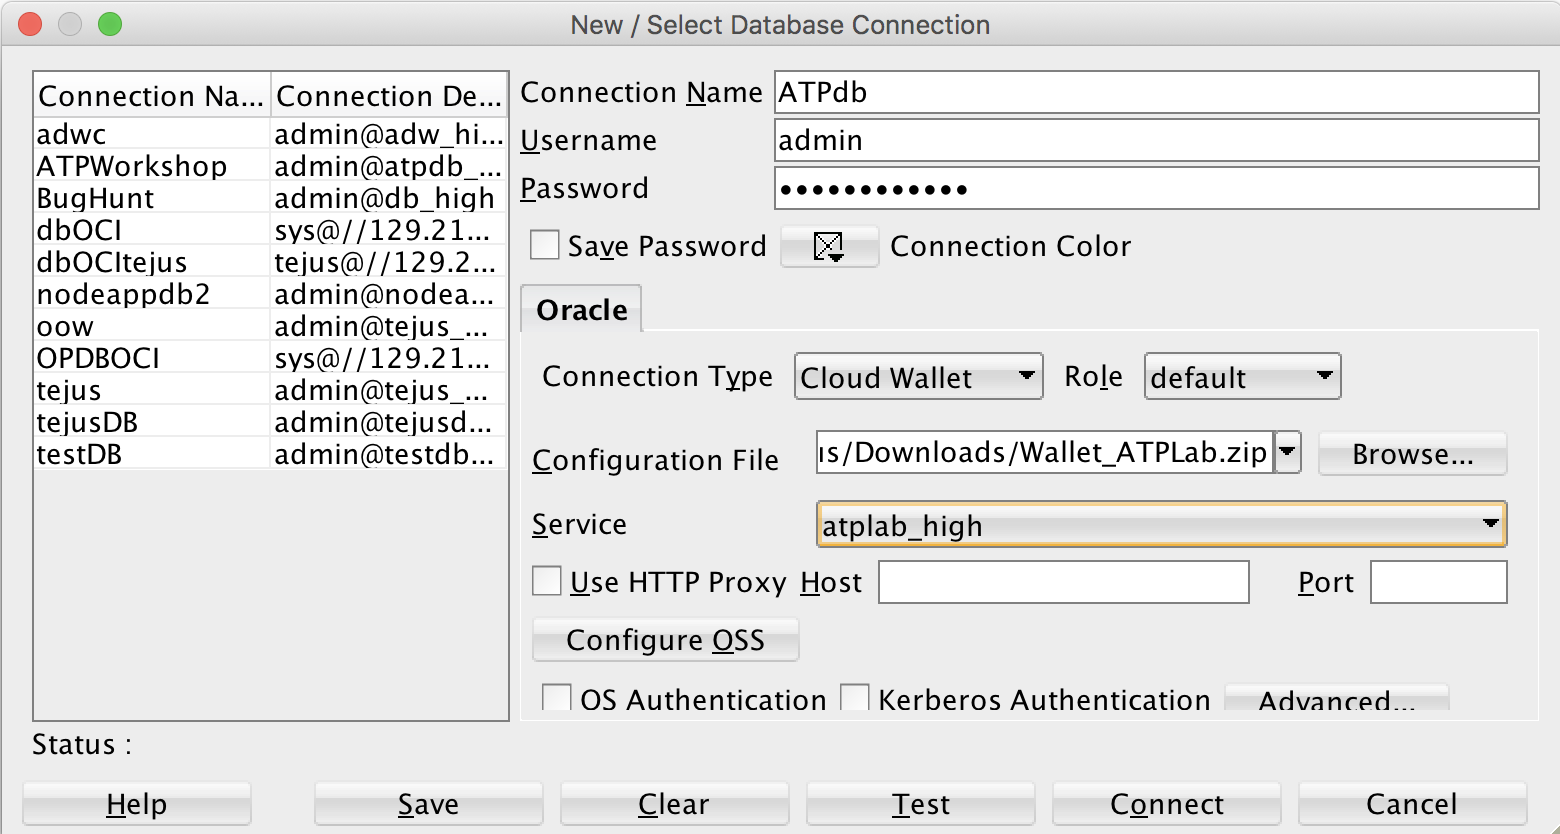 New / Select Database Connection
Connection Na... Connection De...
adwc admin@adw_hi...
ATPWorkshop admin@atpdb_...
BugHunt admin@db_high
dbOCI sys@//129.21...
dbOCItejus tejus@//129.2...
nodeappdb2 admin@nodea...
oow admin@tejus_...
OPDBOCI sys@//129.21...
tejus admin@tejus_...
tejusDB admin@tejusd...
testDB admin@testdb...
Connection Name ATPdb
Username admin
Password ••••••••••••
Save Password Connection Color
Oracle
Connection Type Cloud Wallet Role default
Configuration File is/Downloads/Wallet_ATPLab.zip Browse...
Service atplab_high
Use HTTP Proxy Host Port
Configure OSS
OS Authentication Kerberos Authentication Advanced...
Status :
Help Save Clear Test Connect Cancel